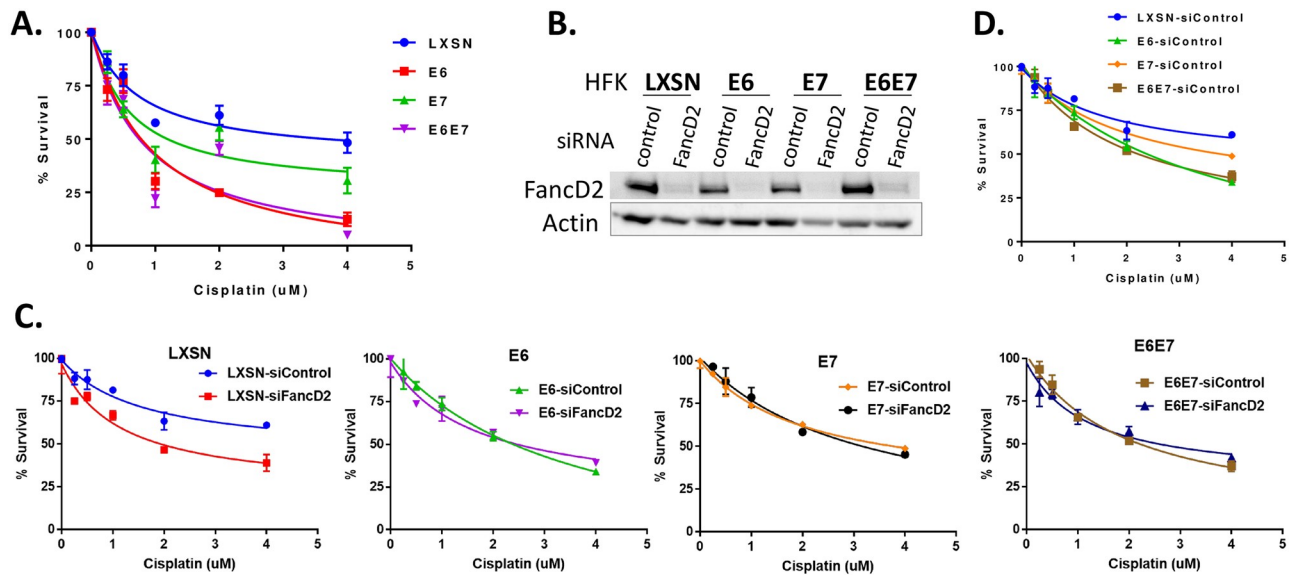 A.
100
75
50
25
0
% Survival
0 1 2 3 4 5
Cisplatin (uM)
LXSN
E6
E7
E6E7
B.
HFK LXSN E6 E7 E6E7
siRNA control FancD2 control FancD2 control FancD2 control FancD2
FancD2
Actin
D.
LXSN-siControl
E6-siControl
E7-siControl
E6E7-siControl
100
75
50
25
0
% Survival
0 1 2 3 4 5
Cisplatin (uM)
C.
LXSN
LXSN-siControl
LXSN-siFancD2
100
75
50
25
0
% Survival
0 1 2 3 4 5
Cisplatin (uM)
E6
E6-siControl
E6-siFancD2
100
75
50
25
0
% Survival
0 1 2 3 4 5
Cisplatin (uM)
E7
E7-siControl
E7-siFancD2
100
75
50
25
0
% Survival
0 1 2 3 4 5
Cisplatin (uM)
E6E7
E6E7-siControl
E6E7-siFancD2
100
75
50
25
0
% Survival
0 1 2 3 4 5
Cisplatin (uM)